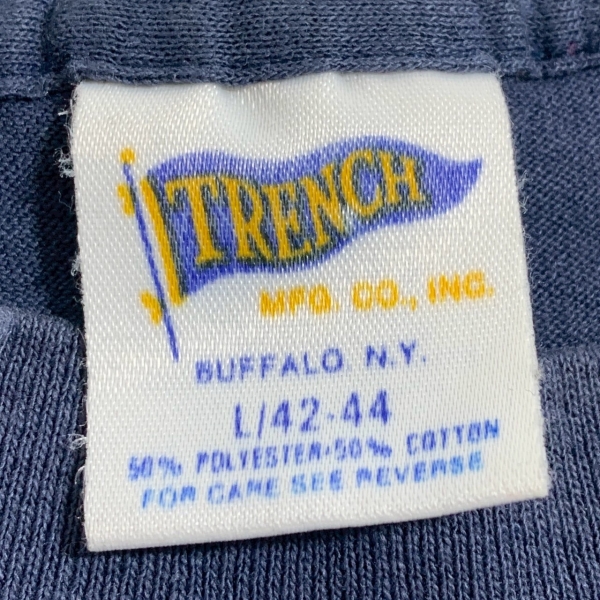 TRENCH
MFG. CO., INC.
BUFFALO. N.Y.
L/42-44
50% POLYESTER-50% COTTON
FOR CARE SEE REVERSE